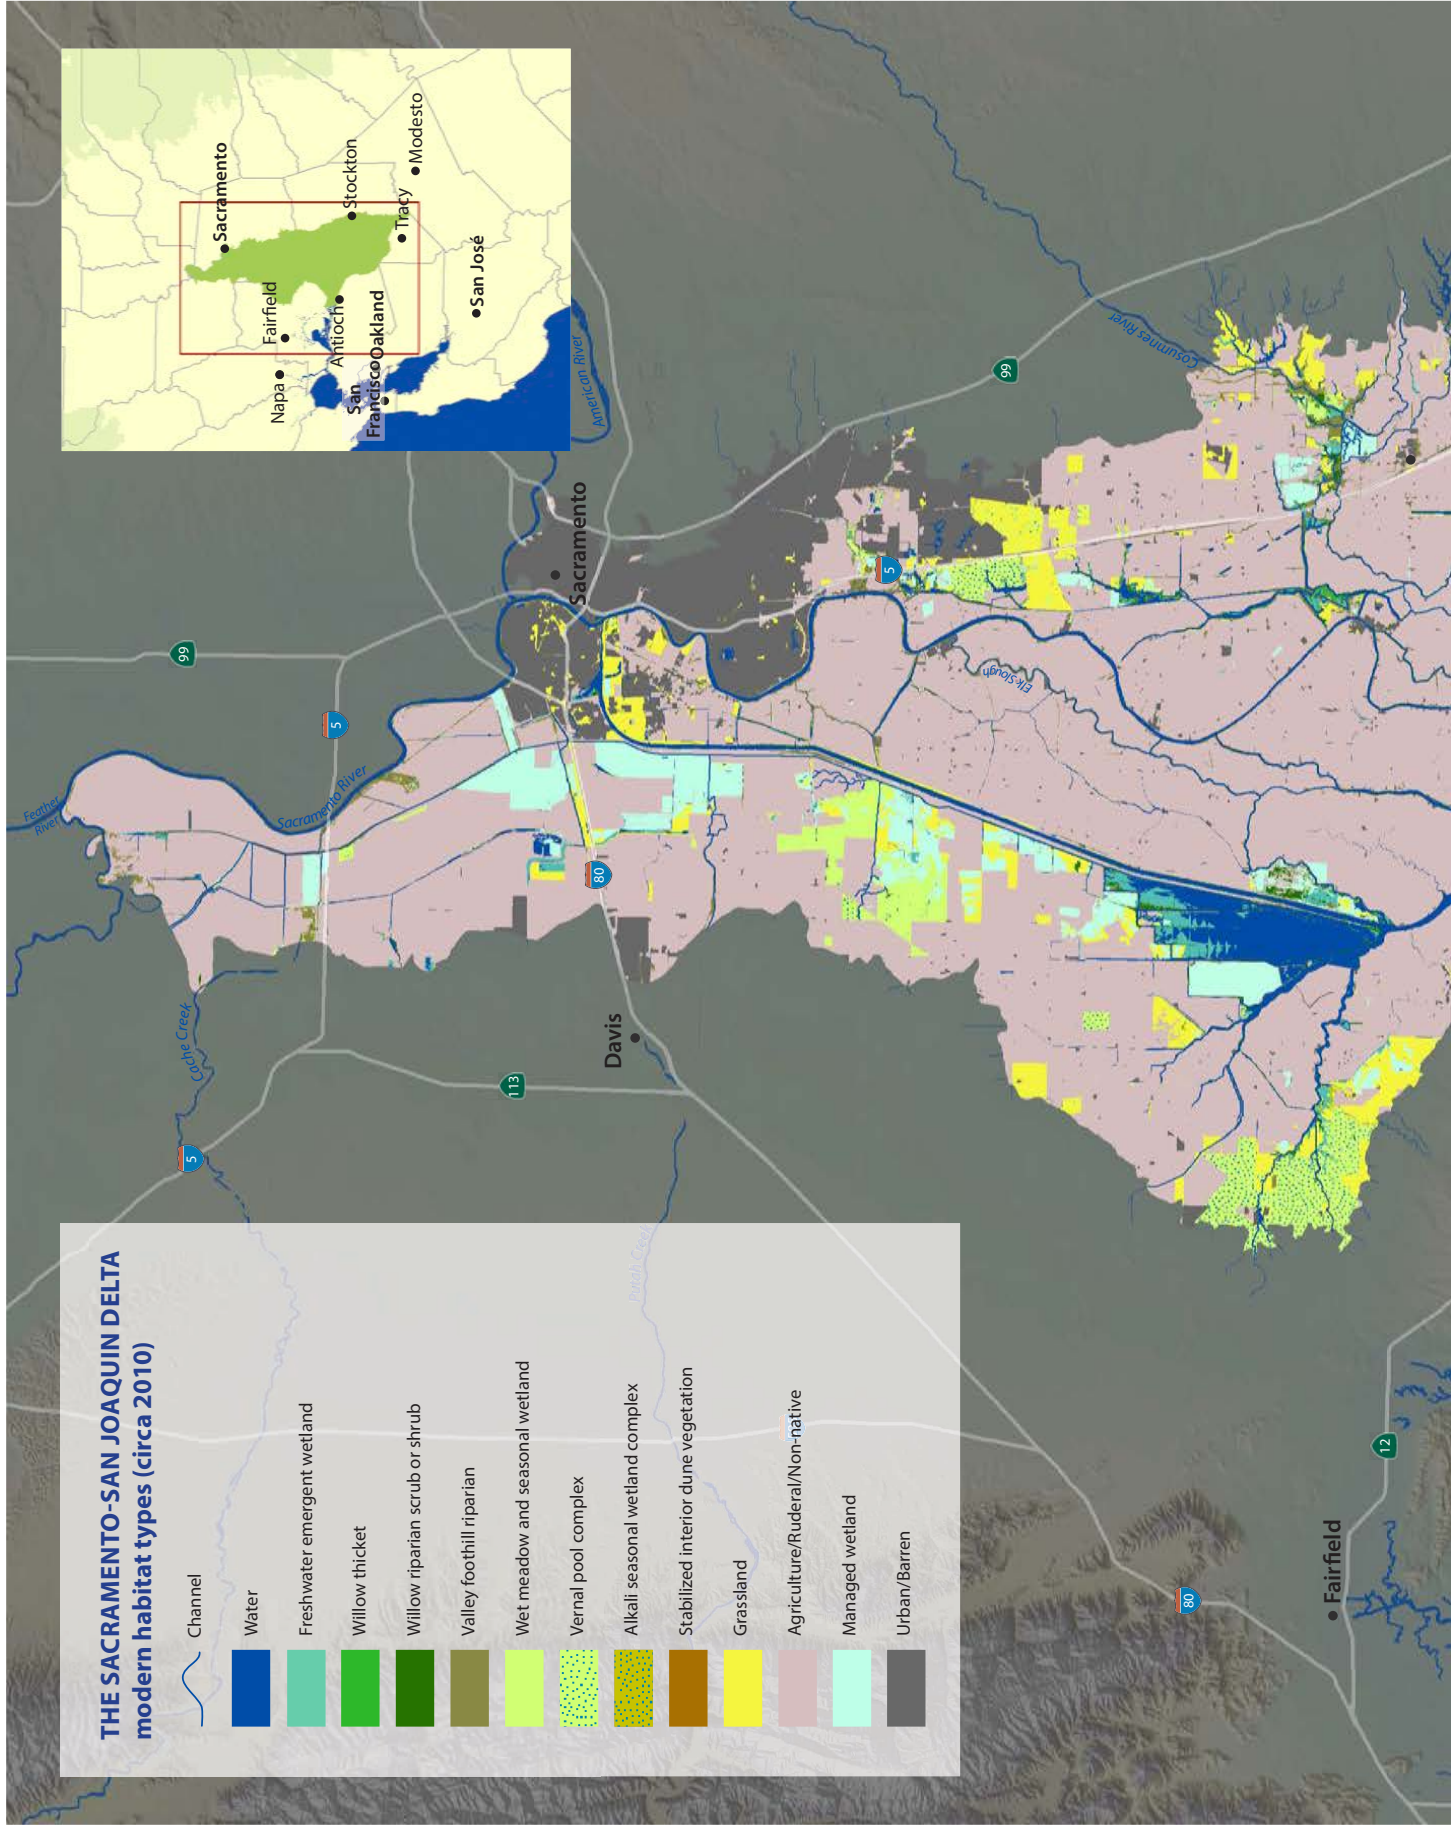 THE SACRAMENTO-SAN JOAQUIN DELTA
modern habitat types (circa 2010)
Channel
Water
Freshwater emergent wetland
Willow thicket
Willow riparian scrub or shrub
Valley foothill riparian
Wet meadow and seasonal wetland
Vernal pool complex
Alkali seasonal wetland complex
Stabilized interior dune vegetation
Grassland
Agriculture/Ruderal/Non-native
Managed wetland
Urban/Barren
Sacramento
Stockton
Modesto
Tracy
Fairfield
Antioch
Napa
San
Francisco
Oakland
San José
Feather
River
Sacramento River
Cache Creek
Putah Creek
American River
Cosumnes River
Elk Slough
Sacramento
Davis
Fairfield
99
5
5
113
80
99
5
80
12